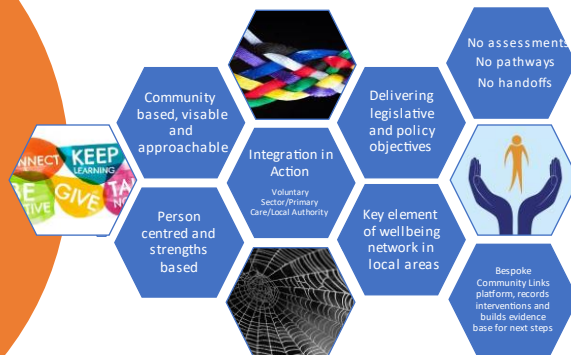 No assessments
No pathways
No handoffs
Community
based, visable
and
approachable
Delivering
legislative
and policy
objectives
Integration in
Action
Voluntary
Sector/Primary
Care/Local Authority
KEEP
LEARNING
GIVE
Person
centred and
strengths
based
Key element
of wellbeing
network in
local areas
Bespoke
Community Links
platform, records
interventions and
builds evidence
base for next steps